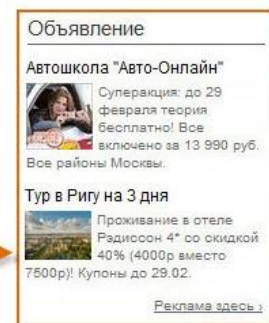 Объявление
Автошкола "Авто-Онлайн"
Суперакция: до 29
февраля теория
бесплатно! Все
включено за 13 990 руб.
Все районы Москвы.
Тур в Ригу на 3 дня
Проживание в отеле
Рэдиссон 4* со скидкой
40% (4000р вместо
7500р)! Купоны до 29.02.
Реклама здесь ›